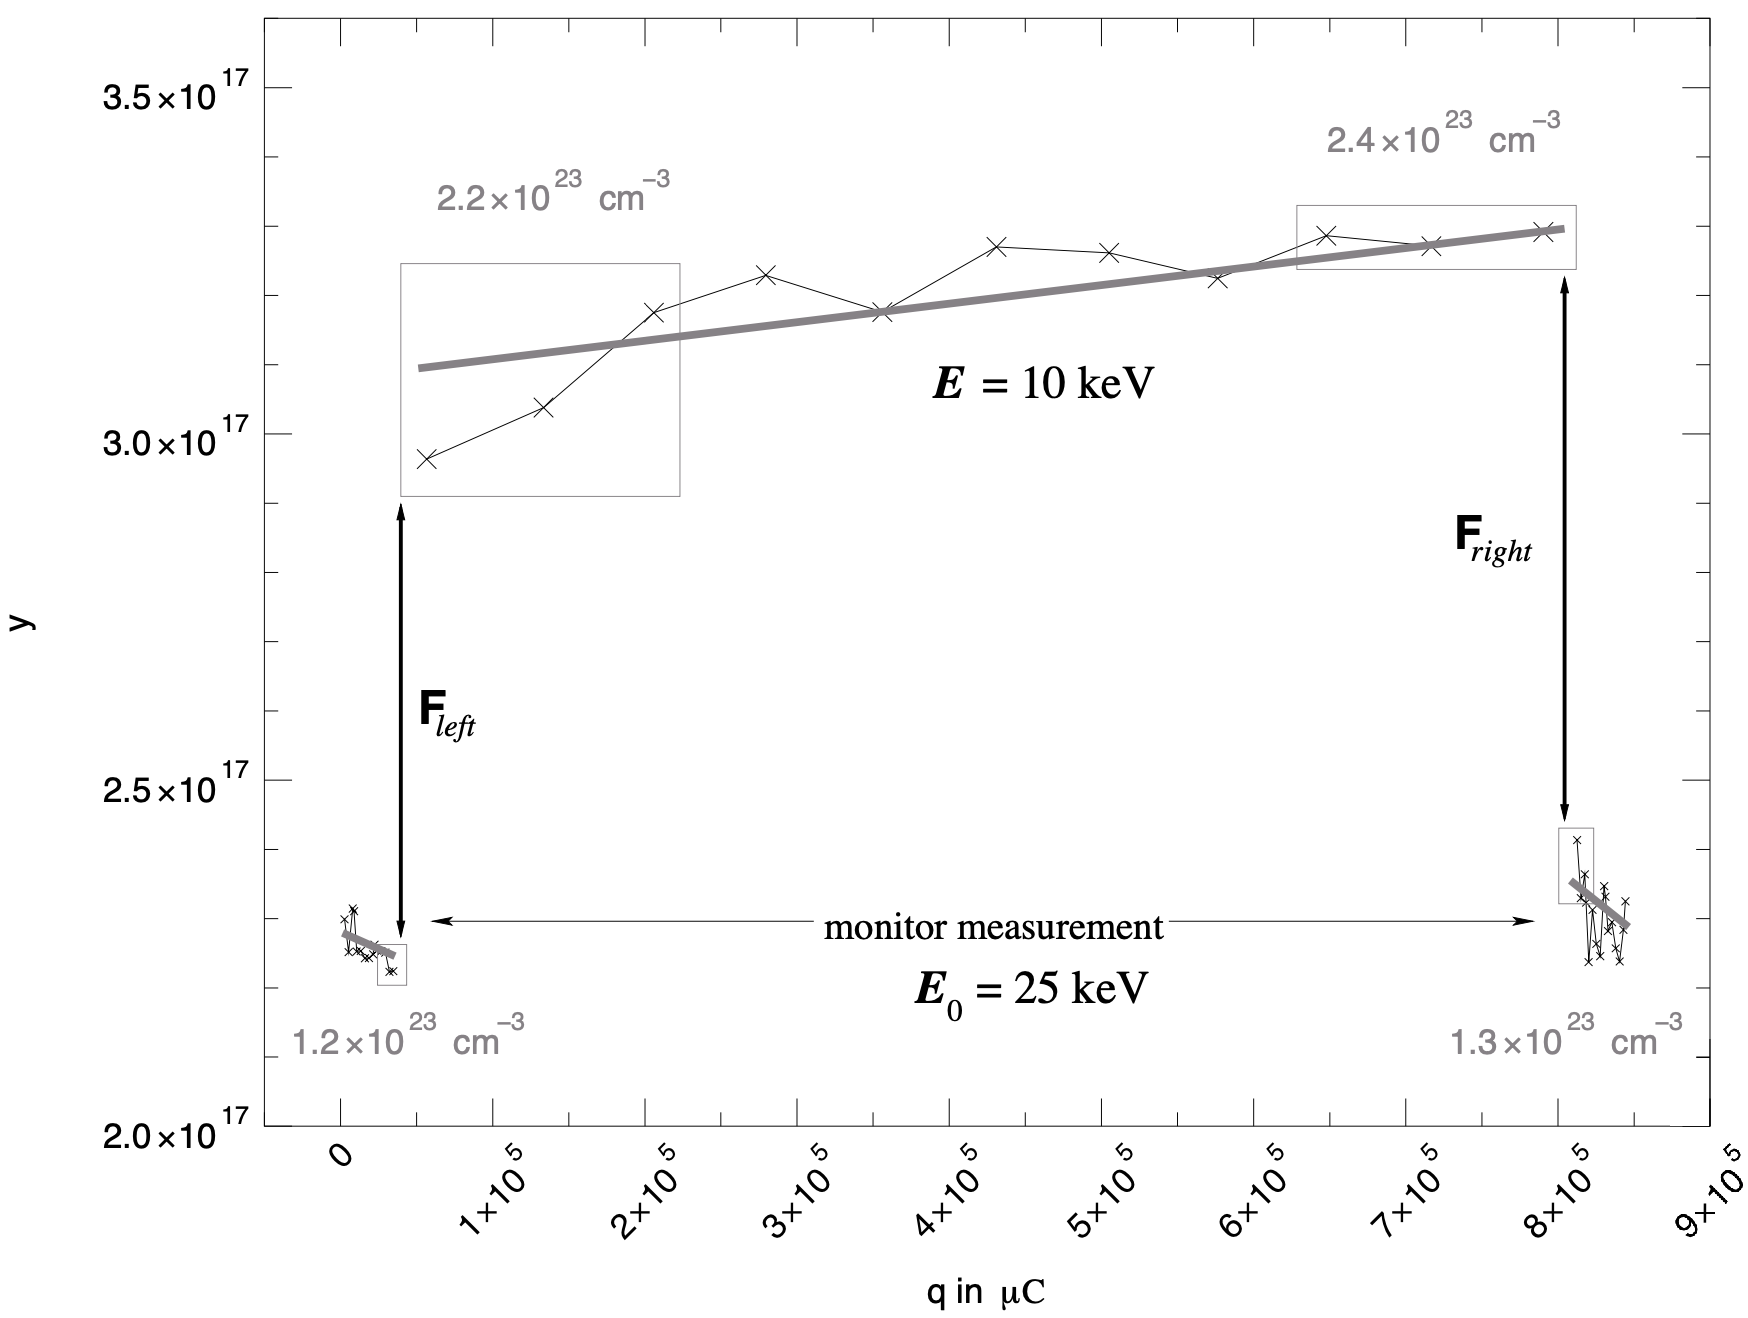 3.5×10^17
2.4×10^23 cm^−3
2.2×10^23 cm^−3
E = 10 keV
3.0×10^17
F_right
y
F_left
2.5×10^17
monitor measurement
E_0 = 25 keV
1.2×10^23 cm^−3
1.3×10^23 cm^−3
2.0×10^17
0
1×10^5
2×10^5
3×10^5
4×10^5
5×10^5
6×10^5
7×10^5
8×10^5
9×10^5
q in μC